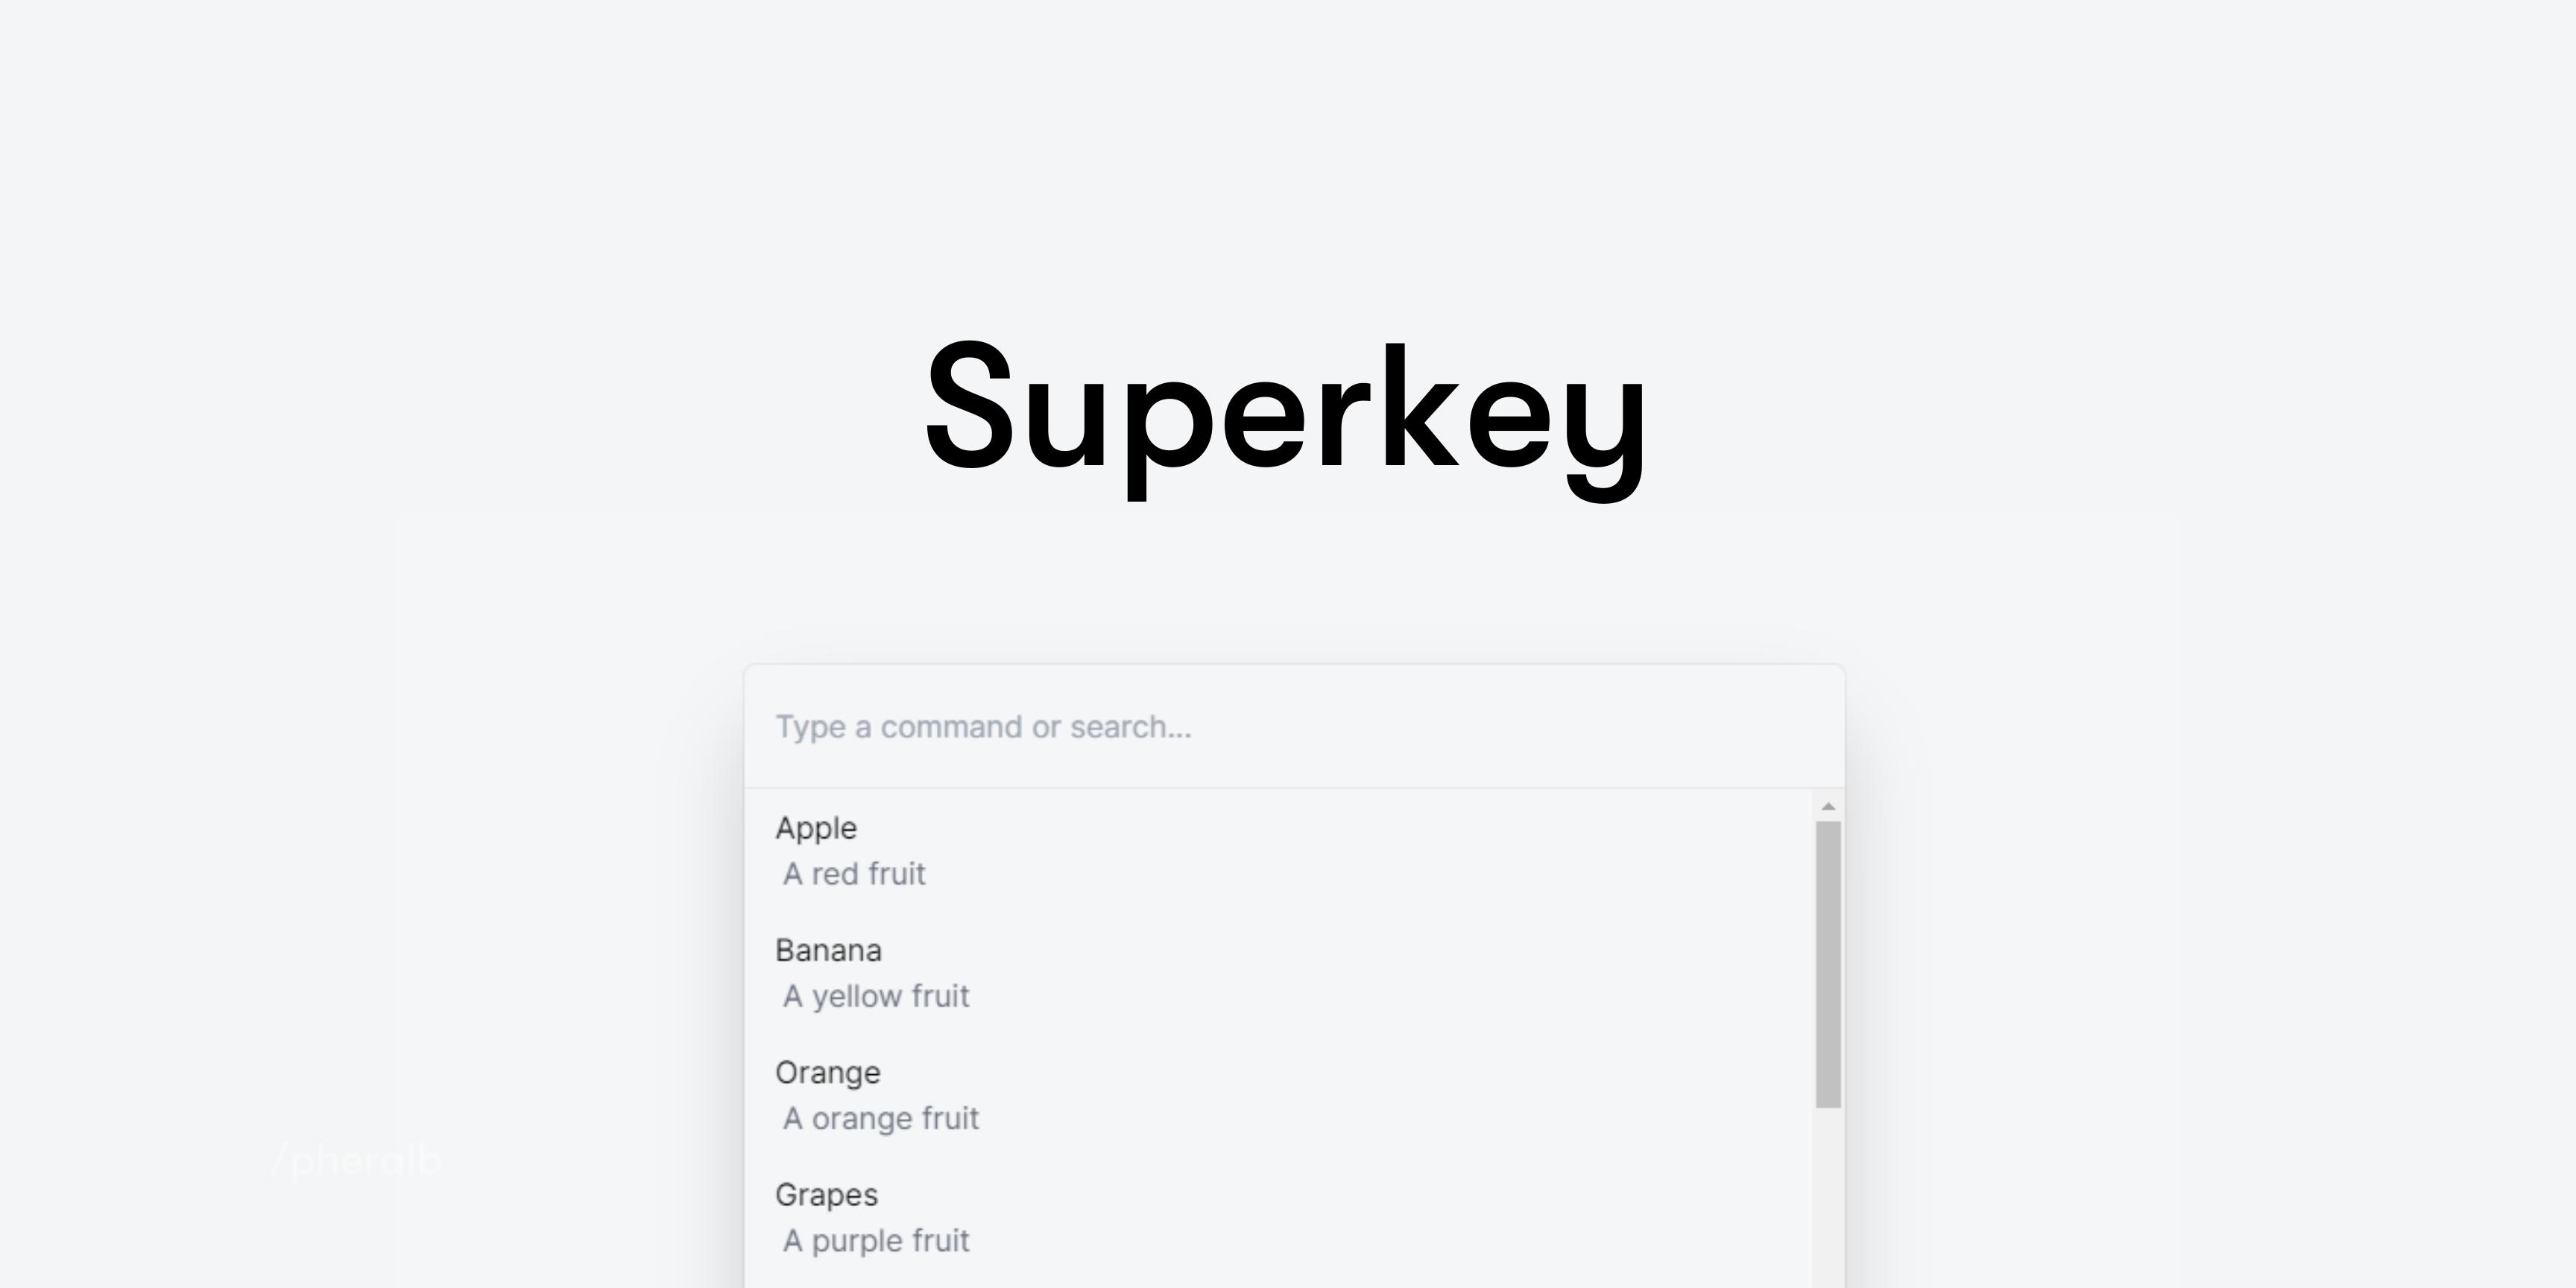 Superkey
Type a command or search...
Apple
A red fruit
Banana
A yellow fruit
Orange
A orange fruit
/pheralb
Grapes
A purple fruit